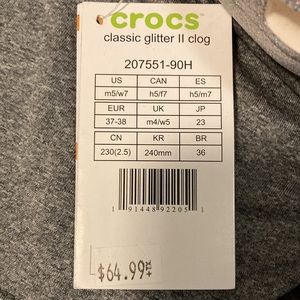 crocs
classic glitter II clog
207551-90H
US CAN ES
m5/w7 h5/f7 h5/m7
EUR UK JP
37-38 m4/w5 23
CN KR BR
230(2.5) 240mm 36
1 91448 92205 1
$64.99